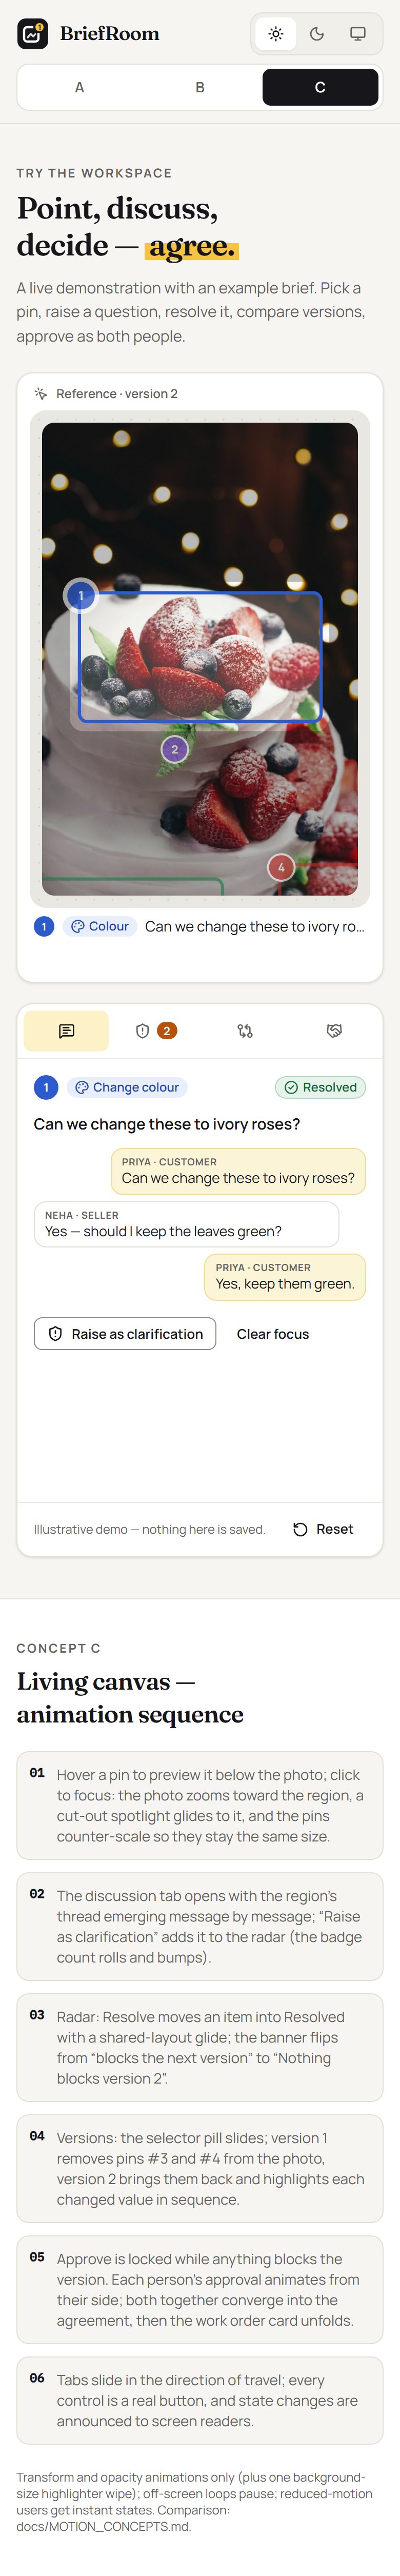 BriefRoom
A
B
C
TRY THE WORKSPACE
Point, discuss,
decide — agree.
A live demonstration with an example brief. Pick a
pin, raise a question, resolve it, compare versions,
approve as both people.
Reference · version 2
1
2
4
1 Colour Can we change these to ivory ro…
2
1 Change colour Resolved
Can we change these to ivory roses?
PRIYA · CUSTOMER
Can we change these to ivory roses?
NEHA · SELLER
Yes — should I keep the leaves green?
PRIYA · CUSTOMER
Yes, keep them green.
Raise as clarification Clear focus
Illustrative demo — nothing here is saved. Reset
CONCEPT C
Living canvas —
animation sequence
01 Hover a pin to preview it below the photo; click
to focus: the photo zooms toward the region, a
cut-out spotlight glides to it, and the pins
counter-scale so they stay the same size.
02 The discussion tab opens with the region’s
thread emerging message by message; “Raise
as clarification” adds it to the radar (the badge
count rolls and bumps).
03 Radar: Resolve moves an item into Resolved
with a shared-layout glide; the banner flips
from “blocks the next version” to “Nothing
blocks version 2”.
04 Versions: the selector pill slides; version 1
removes pins #3 and #4 from the photo,
version 2 brings them back and highlights each
changed value in sequence.
05 Approve is locked while anything blocks the
version. Each person’s approval animates from
their side; both together converge into the
agreement, then the work order card unfolds.
06 Tabs slide in the direction of travel; every
control is a real button, and state changes are
announced to screen readers.
Transform and opacity animations only (plus one background-
size highlighter wipe); off-screen loops pause; reduced-motion
users get instant states. Comparison:
docs/MOTION_CONCEPTS.md.